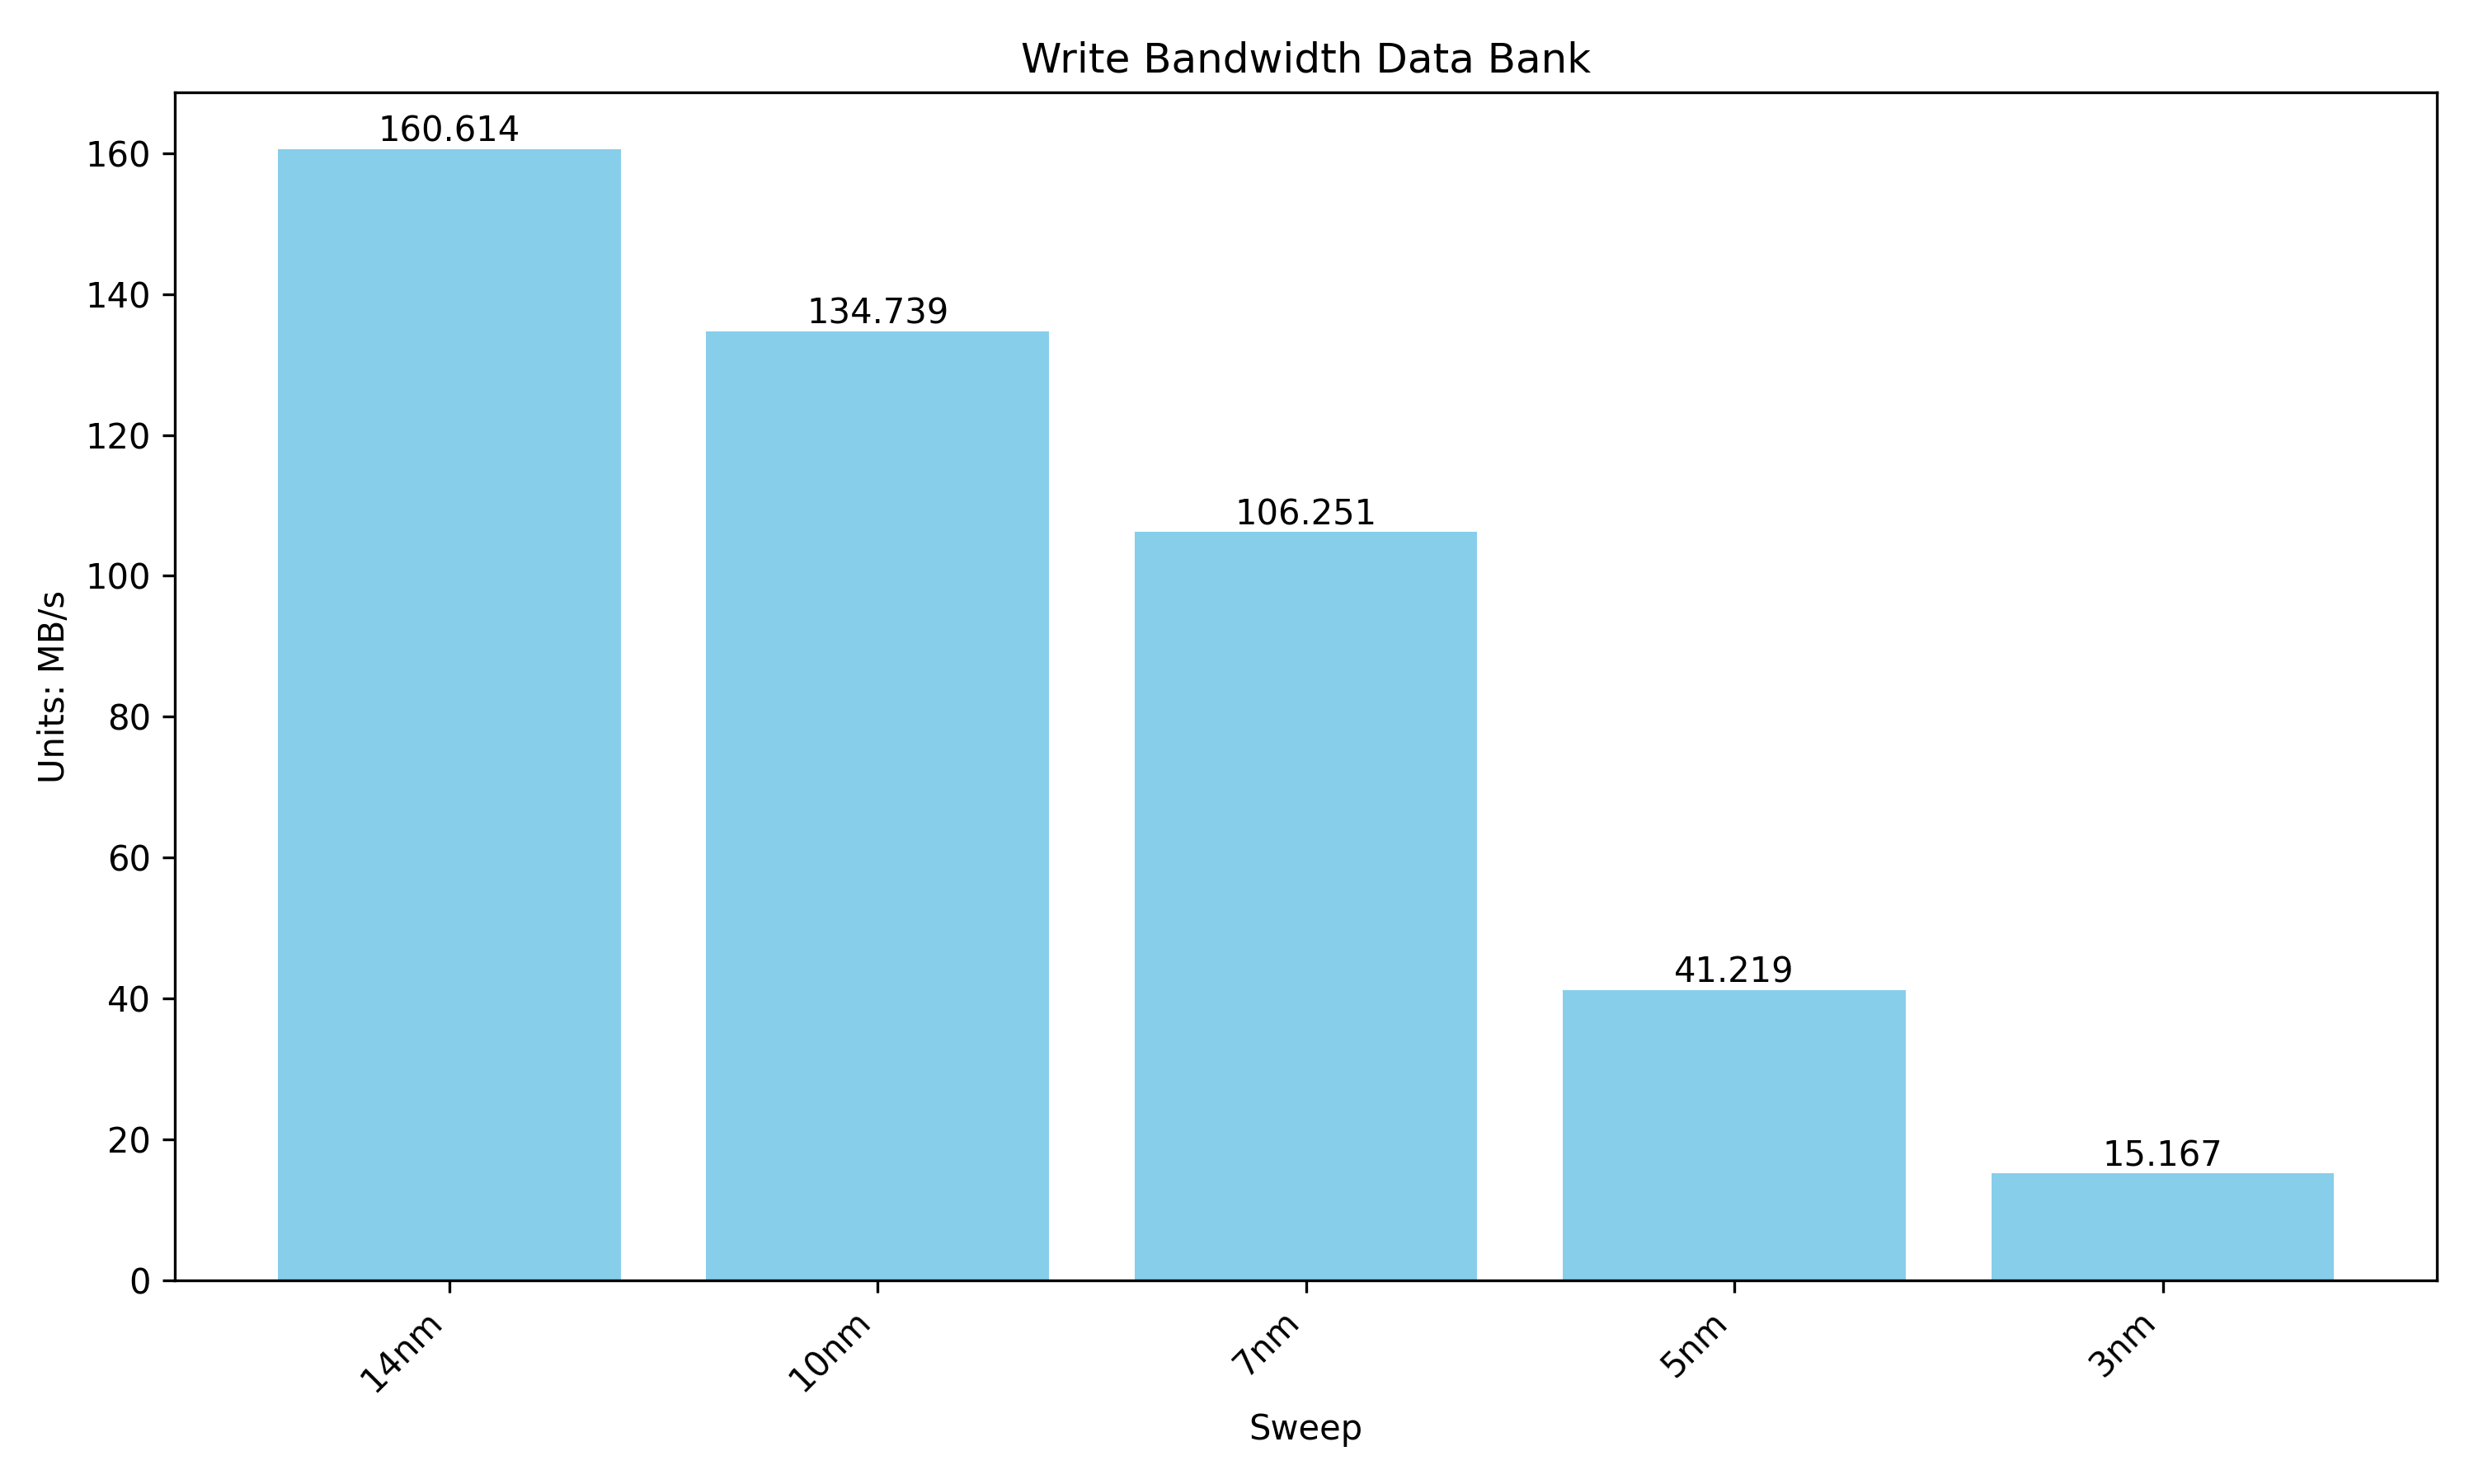 Write Bandwidth Data Bank
160.614
134.739
106.251
41.219
15.167
160
140
120
100
80
60
40
20
0
Units: MB/s
14nm
10nm
7nm
5nm
3nm
Sweep